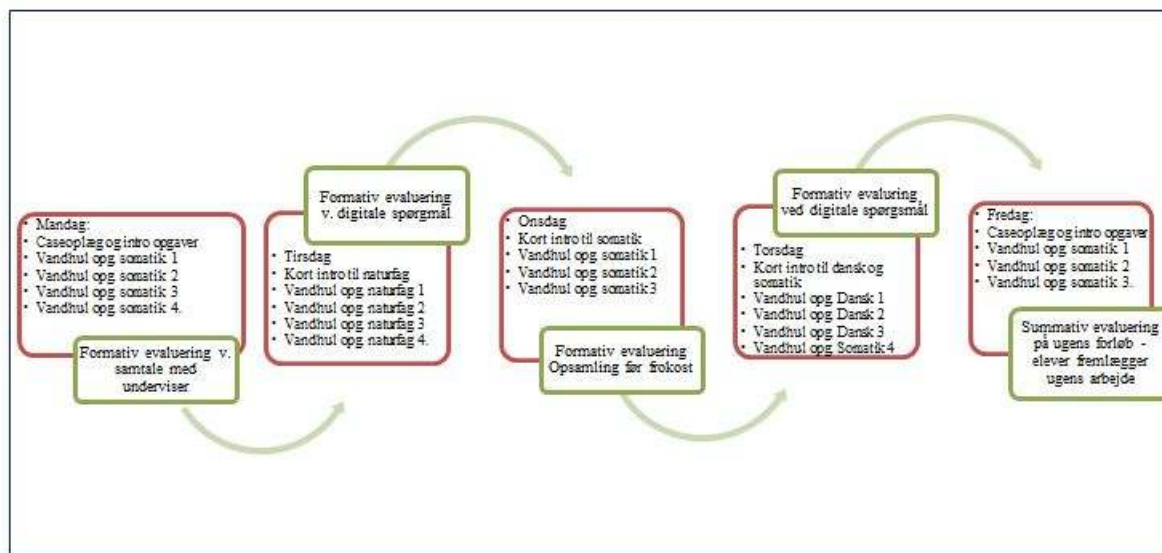 Mandag:
Caseoplæg og intro opgaver
Vandhul opg somatik 1
Vandhul opg somatik 2
Vandhul opg somatik 3
Vandhul opg somatik 4.
Formativ evaluering v.
samtale med
underviser
Formativ evaluering
v. digitale spørgmål
Tirsdag
Kort intro til naturfag
Vandhul opg naturfag 1
Vandhul opg naturfag 2
Vandhul opg naturfag 3
Vandhul opg naturfag 4.
Onsdag
Kort intro til somatik
Vandhul opg somatik 1
Vandhul opg somatik 2
Vandhul opg somatik 3
Formativ evaluering
Opsamling før frokost
Formativ evaluring
ved digitale spørgsmål
Torsdag
Kort intro til dansk og
somatik
Vandhul opg. Dansk 1
Vandhul opg. Dansk 2
Vandhul opg. Dansk 3
Vandhul opg. Somatik 4
Fredag:
Caseoplæg og intro opgaver
Vandhul opg somatik 1
Vandhul opg somatik 2
Vandhul opg somatik 3.
Summativ evaluering
på ugens forløb -
elever fremlægger
ugens arbejde